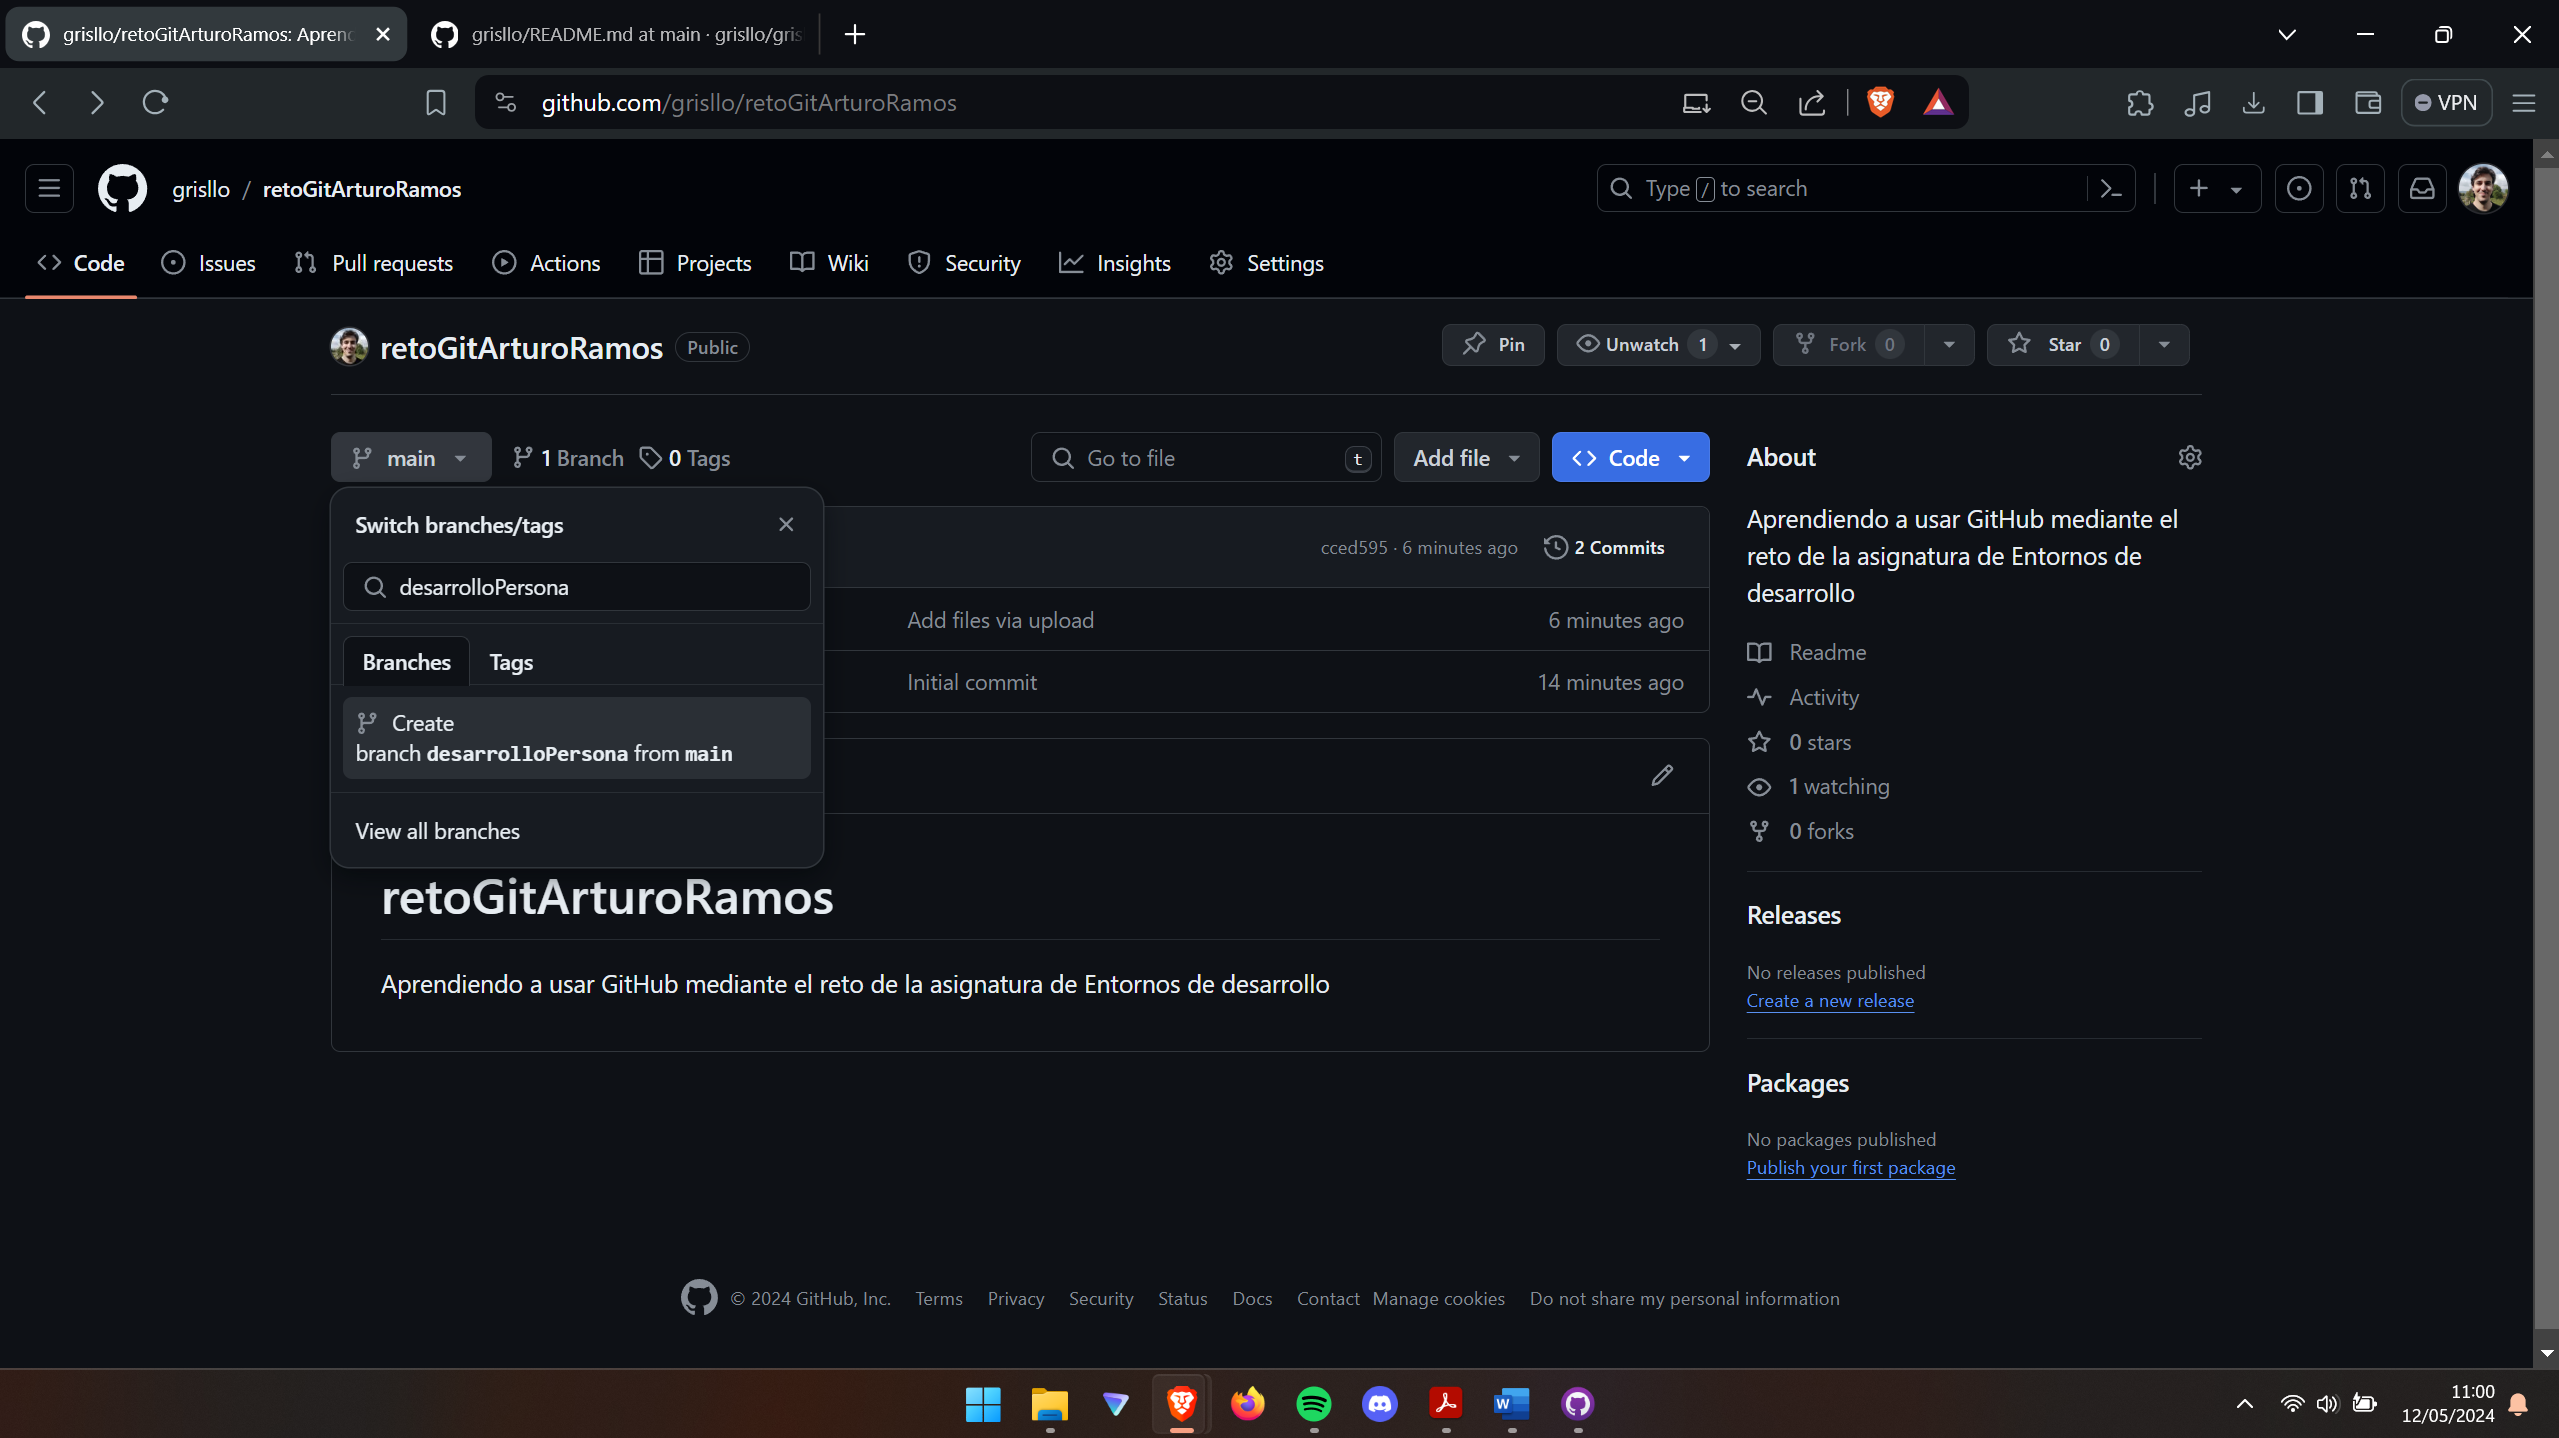 grisllo/retoGitArturoRamos: Apren
grisllo/README.md at main · grisllo/gris
github.com/grisllo/retoGitArturoRamos
VPN
grisllo / retoGitArturoRamos
Type / to search
Code
Issues
Pull requests
Actions
Projects
Wiki
Security
Insights
Settings
retoGitArturoRamos Public
Pin
Unwatch 1
Fork 0
Star 0
main
1 Branch
0 Tags
Go to file t
Add file
Code
About
Switch branches/tags
Aprendiendo a usar GitHub mediante el
reto de la asignatura de Entornos de
desarrollo
cced595 · 6 minutes ago
2 Commits
desarrolloPersona
Add files via upload
6 minutes ago
Branches
Tags
Initial commit
14 minutes ago
Create
branch desarrolloPersona from main
View all branches
Readme
Activity
0 stars
1 watching
0 forks
retoGitArturoRamos
Aprendiendo a usar GitHub mediante el reto de la asignatura de Entornos de desarrollo
Releases
No releases published
Create a new release
Packages
No packages published
Publish your first package
© 2024 GitHub, Inc.
Terms
Privacy
Security
Status
Docs
Contact
Manage cookies
Do not share my personal information
11:00
12/05/2024